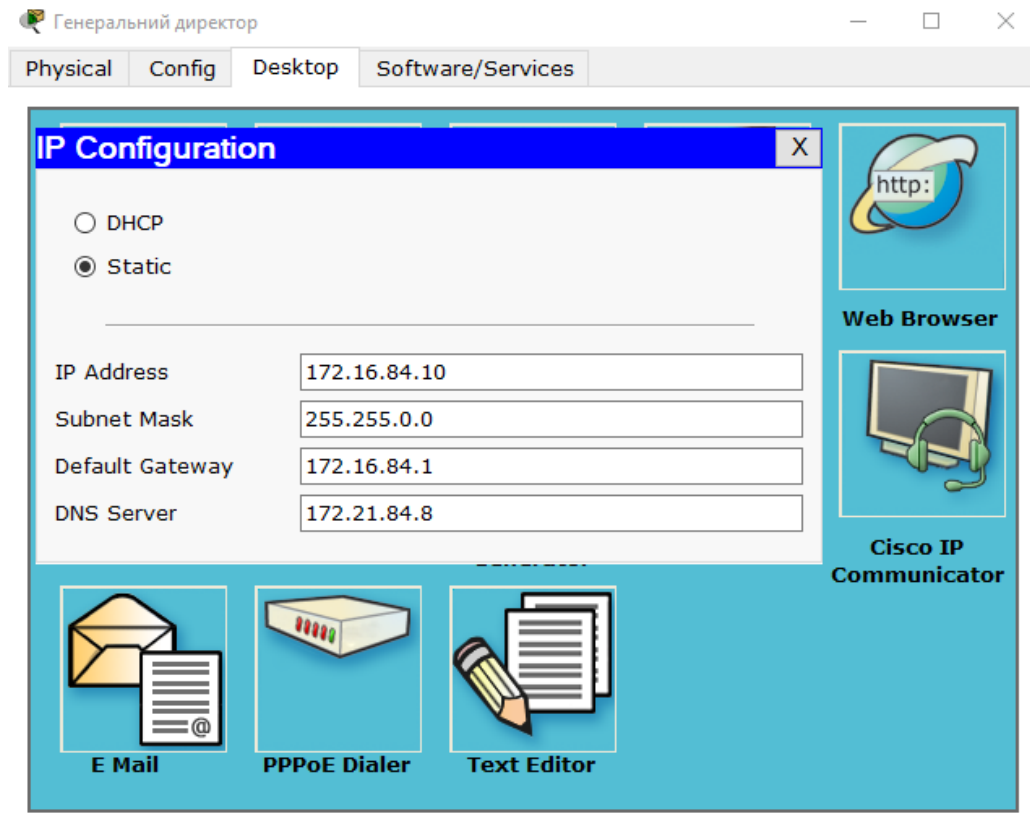 Генеральний директор
Physical Config Desktop Software/Services
IP Configuration X
DHCP
Static
IP Address 172.16.84.10
Subnet Mask 255.255.0.0
Default Gateway 172.16.84.1
DNS Server 172.21.84.8
http:
Web Browser
Cisco IP
Communicator
@
E Mail PPPoE Dialer Text Editor